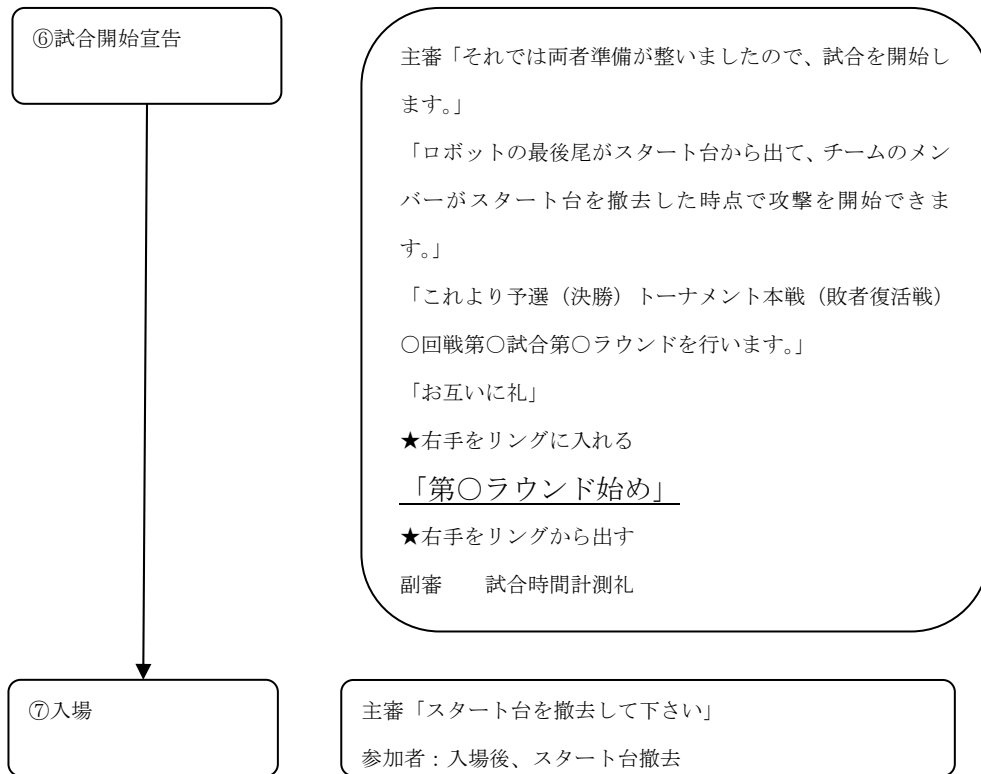 ⑥試合開始宣告
主審「それでは両者準備が整いましたので、試合を開始し
ます。」
「ロボットの最後尾がスタート台から出て、チームのメン
バーがスタート台を撤去した時点で攻撃を開始できま
す。」
「これより予選（決勝）トーナメント本戦（敗者復活戦）
〇回戦第〇試合第〇ラウンドを行います。」
「お互いに礼」
★右手をリングに入れる
「第〇ラウンド始め」
★右手をリングから出す
副審　　試合時間計測礼
⑦入場
主審「スタート台を撤去して下さい」
参加者：入場後、スタート台撤去